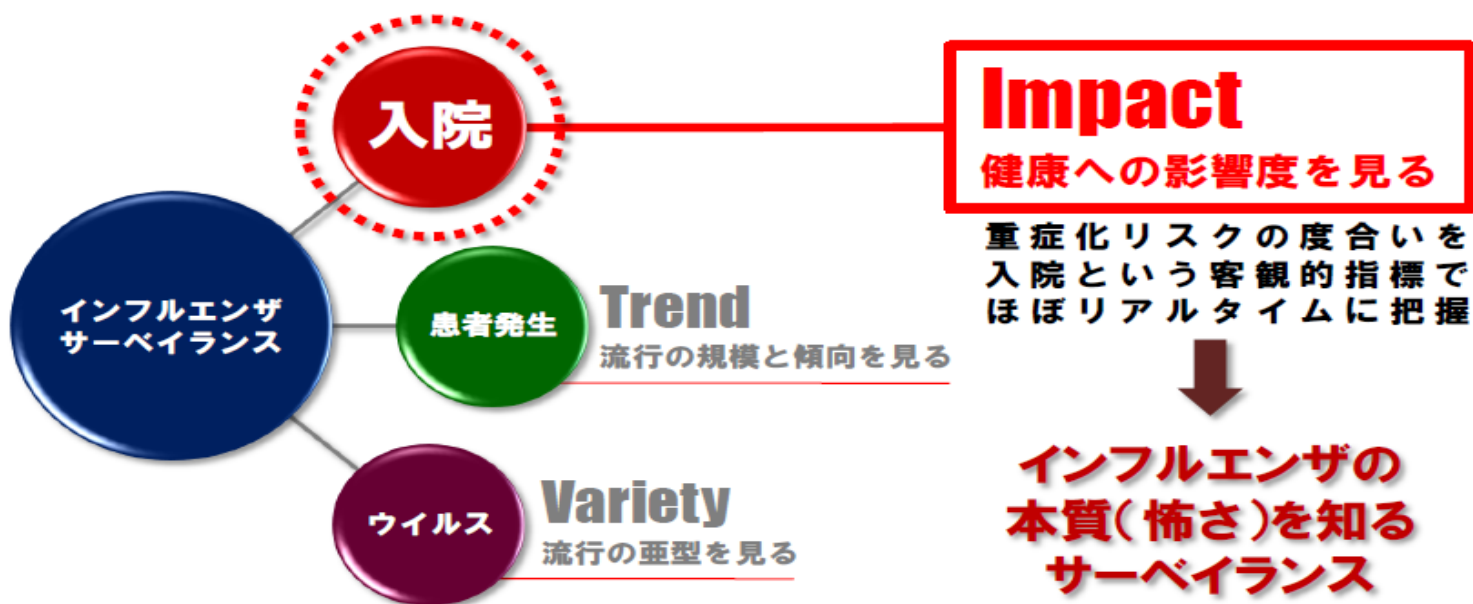 入院
Impact
健康への影響度を見る
重症化リスクの度合いを
入院という客観的指標で
ほぼリアルタイムに把握
インフルエンザ
サーベイランス
患者発生
Trend
流行の規模と傾向を見る
ウイルス
Variety
流行の亜型を見る
インフルエンザの
本質(怖さ)を知る
サーベイランス